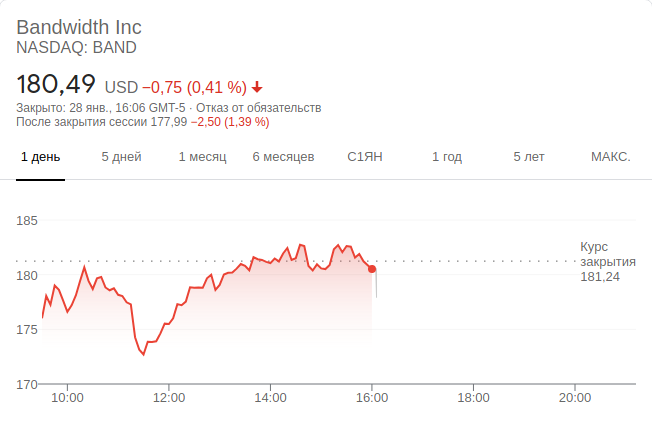 Bandwidth Inc
NASDAQ: BAND
180,49 USD −0,75 (0,41 %)
Закрыто: 28 янв., 16:06 GMT-5 · Отказ от обязательств
После закрытия сессии 177,99 −2,50 (1,39 %)
1 день 5 дней 1 месяц 6 месяцев С1ЯН 1 год 5 лет МАКС.
185
Курс
закрытия
181,24
180
175
170
10:00 12:00 14:00 16:00 18:00 20:00